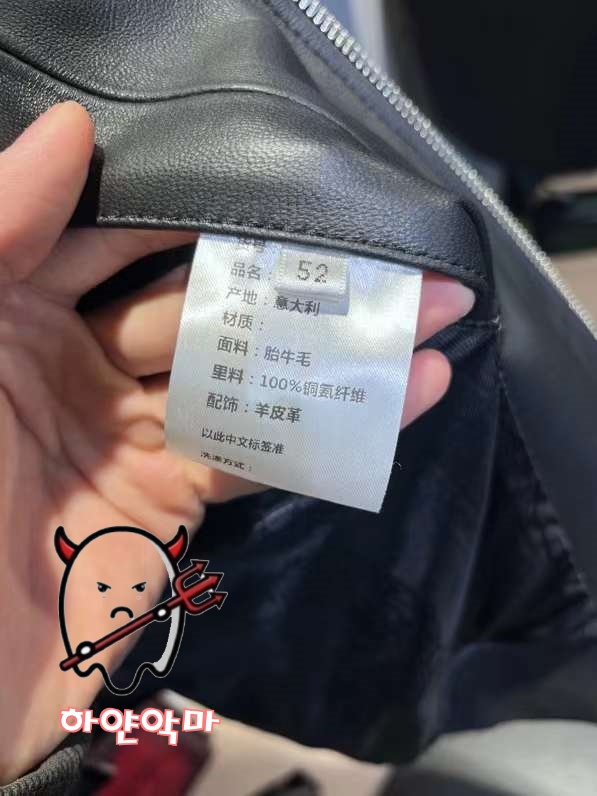 品名：
52
产地：意大利
材质：
面料：胎牛毛
里料：100%铜氨纤维
配饰：羊皮革
以此中文标签准
洗涤方式：
하얀악마